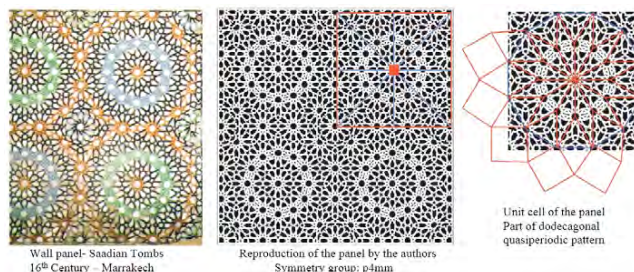 Wall panel- Saadian Tombs
16th Century – Marrakech
Reproduction of the panel by the authors
Symmetry group: p4mm
Unit cell of the panel
Part of dodecagonal
quasiperiodic pattern